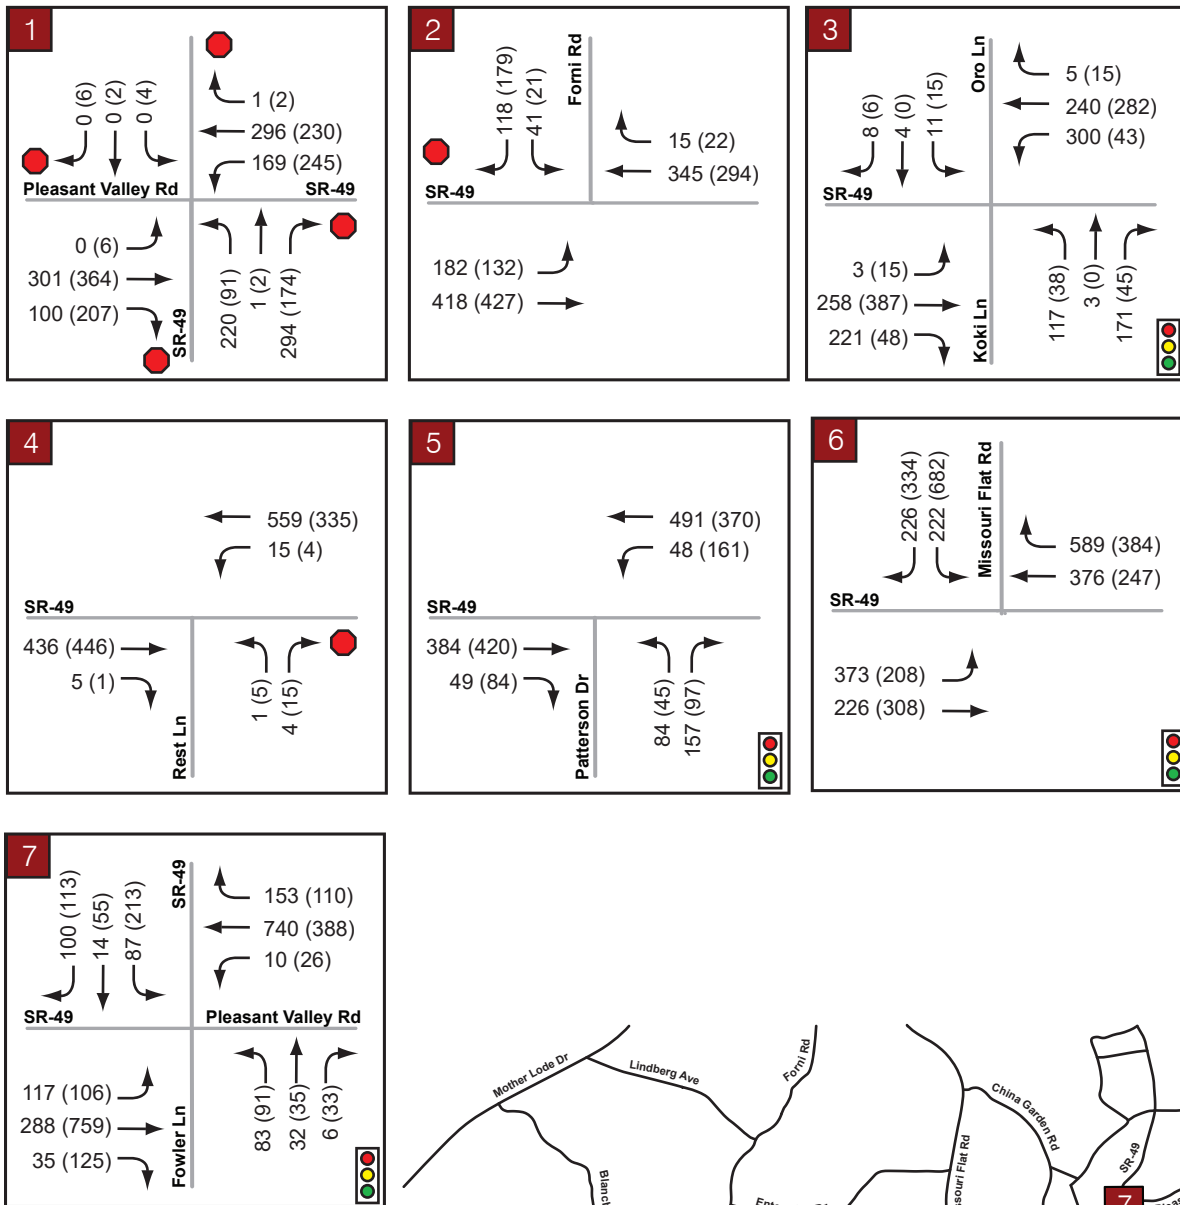 1
0 (6)
0 (2)
0 (4)
1 (2)
296 (230)
169 (245)
Pleasant Valley Rd
SR-49
0 (6)
301 (364)
100 (207)
SR-49
220 (91)
1 (2)
294 (174)
2
118 (179)
41 (21)
Forni Rd
15 (22)
345 (294)
SR-49
182 (132)
418 (427)
3
8 (6)
4 (0)
11 (15)
Oro Ln
5 (15)
240 (282)
300 (43)
SR-49
3 (15)
258 (387)
221 (48)
Koki Ln
117 (38)
3 (0)
171 (45)
4
559 (335)
15 (4)
SR-49
436 (446)
5 (1)
Rest Ln
1 (5)
4 (15)
5
491 (370)
48 (161)
SR-49
384 (420)
49 (84)
Patterson Dr
84 (45)
157 (97)
6
226 (334)
222 (682)
Missouri Flat Rd
589 (384)
376 (247)
SR-49
373 (208)
226 (308)
7
100 (113)
14 (55)
87 (213)
SR-49
153 (110)
740 (388)
10 (26)
SR-49
Pleasant Valley Rd
117 (106)
288 (759)
35 (125)
Fowler Ln
83 (91)
32 (35)
6 (33)
Mother Lode Dr
Lindberg Ave
Forni Rd
China Garden Rd
Blanch
ssouri Flat Rd
SR-49
7